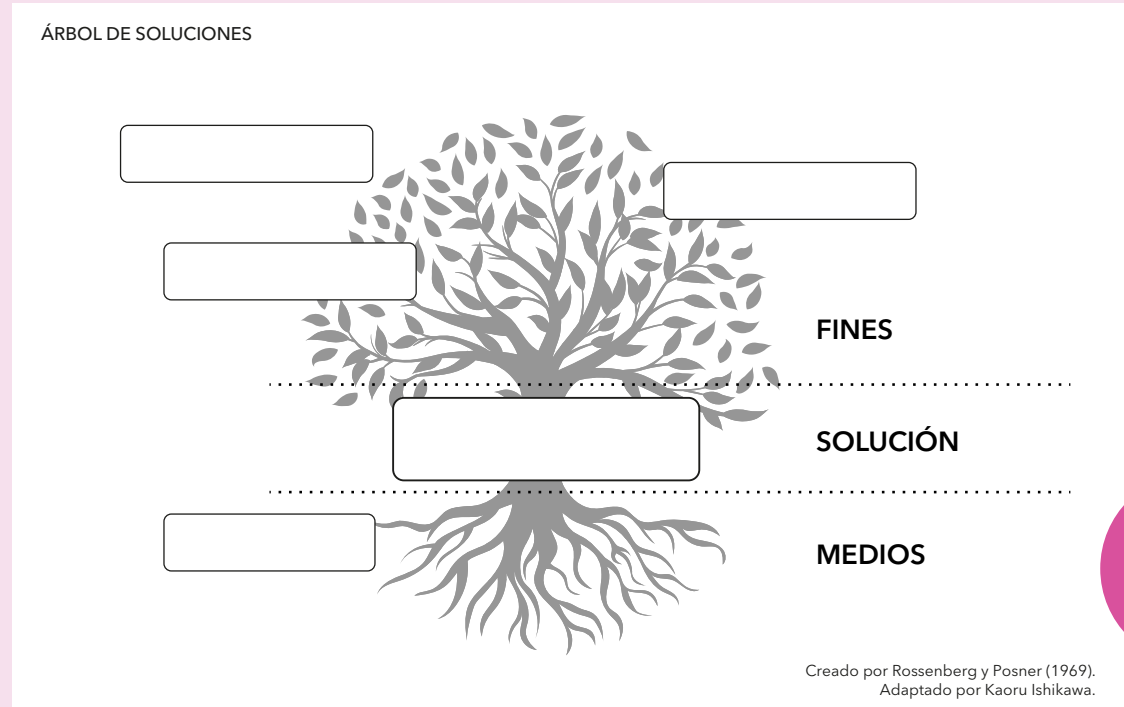 ÁRBOL DE SOLUCIONES
FINES
SOLUCIÓN
MEDIOS
Creado por Rossenberg y Posner (1969).
Adaptado por Kaoru Ishikawa.